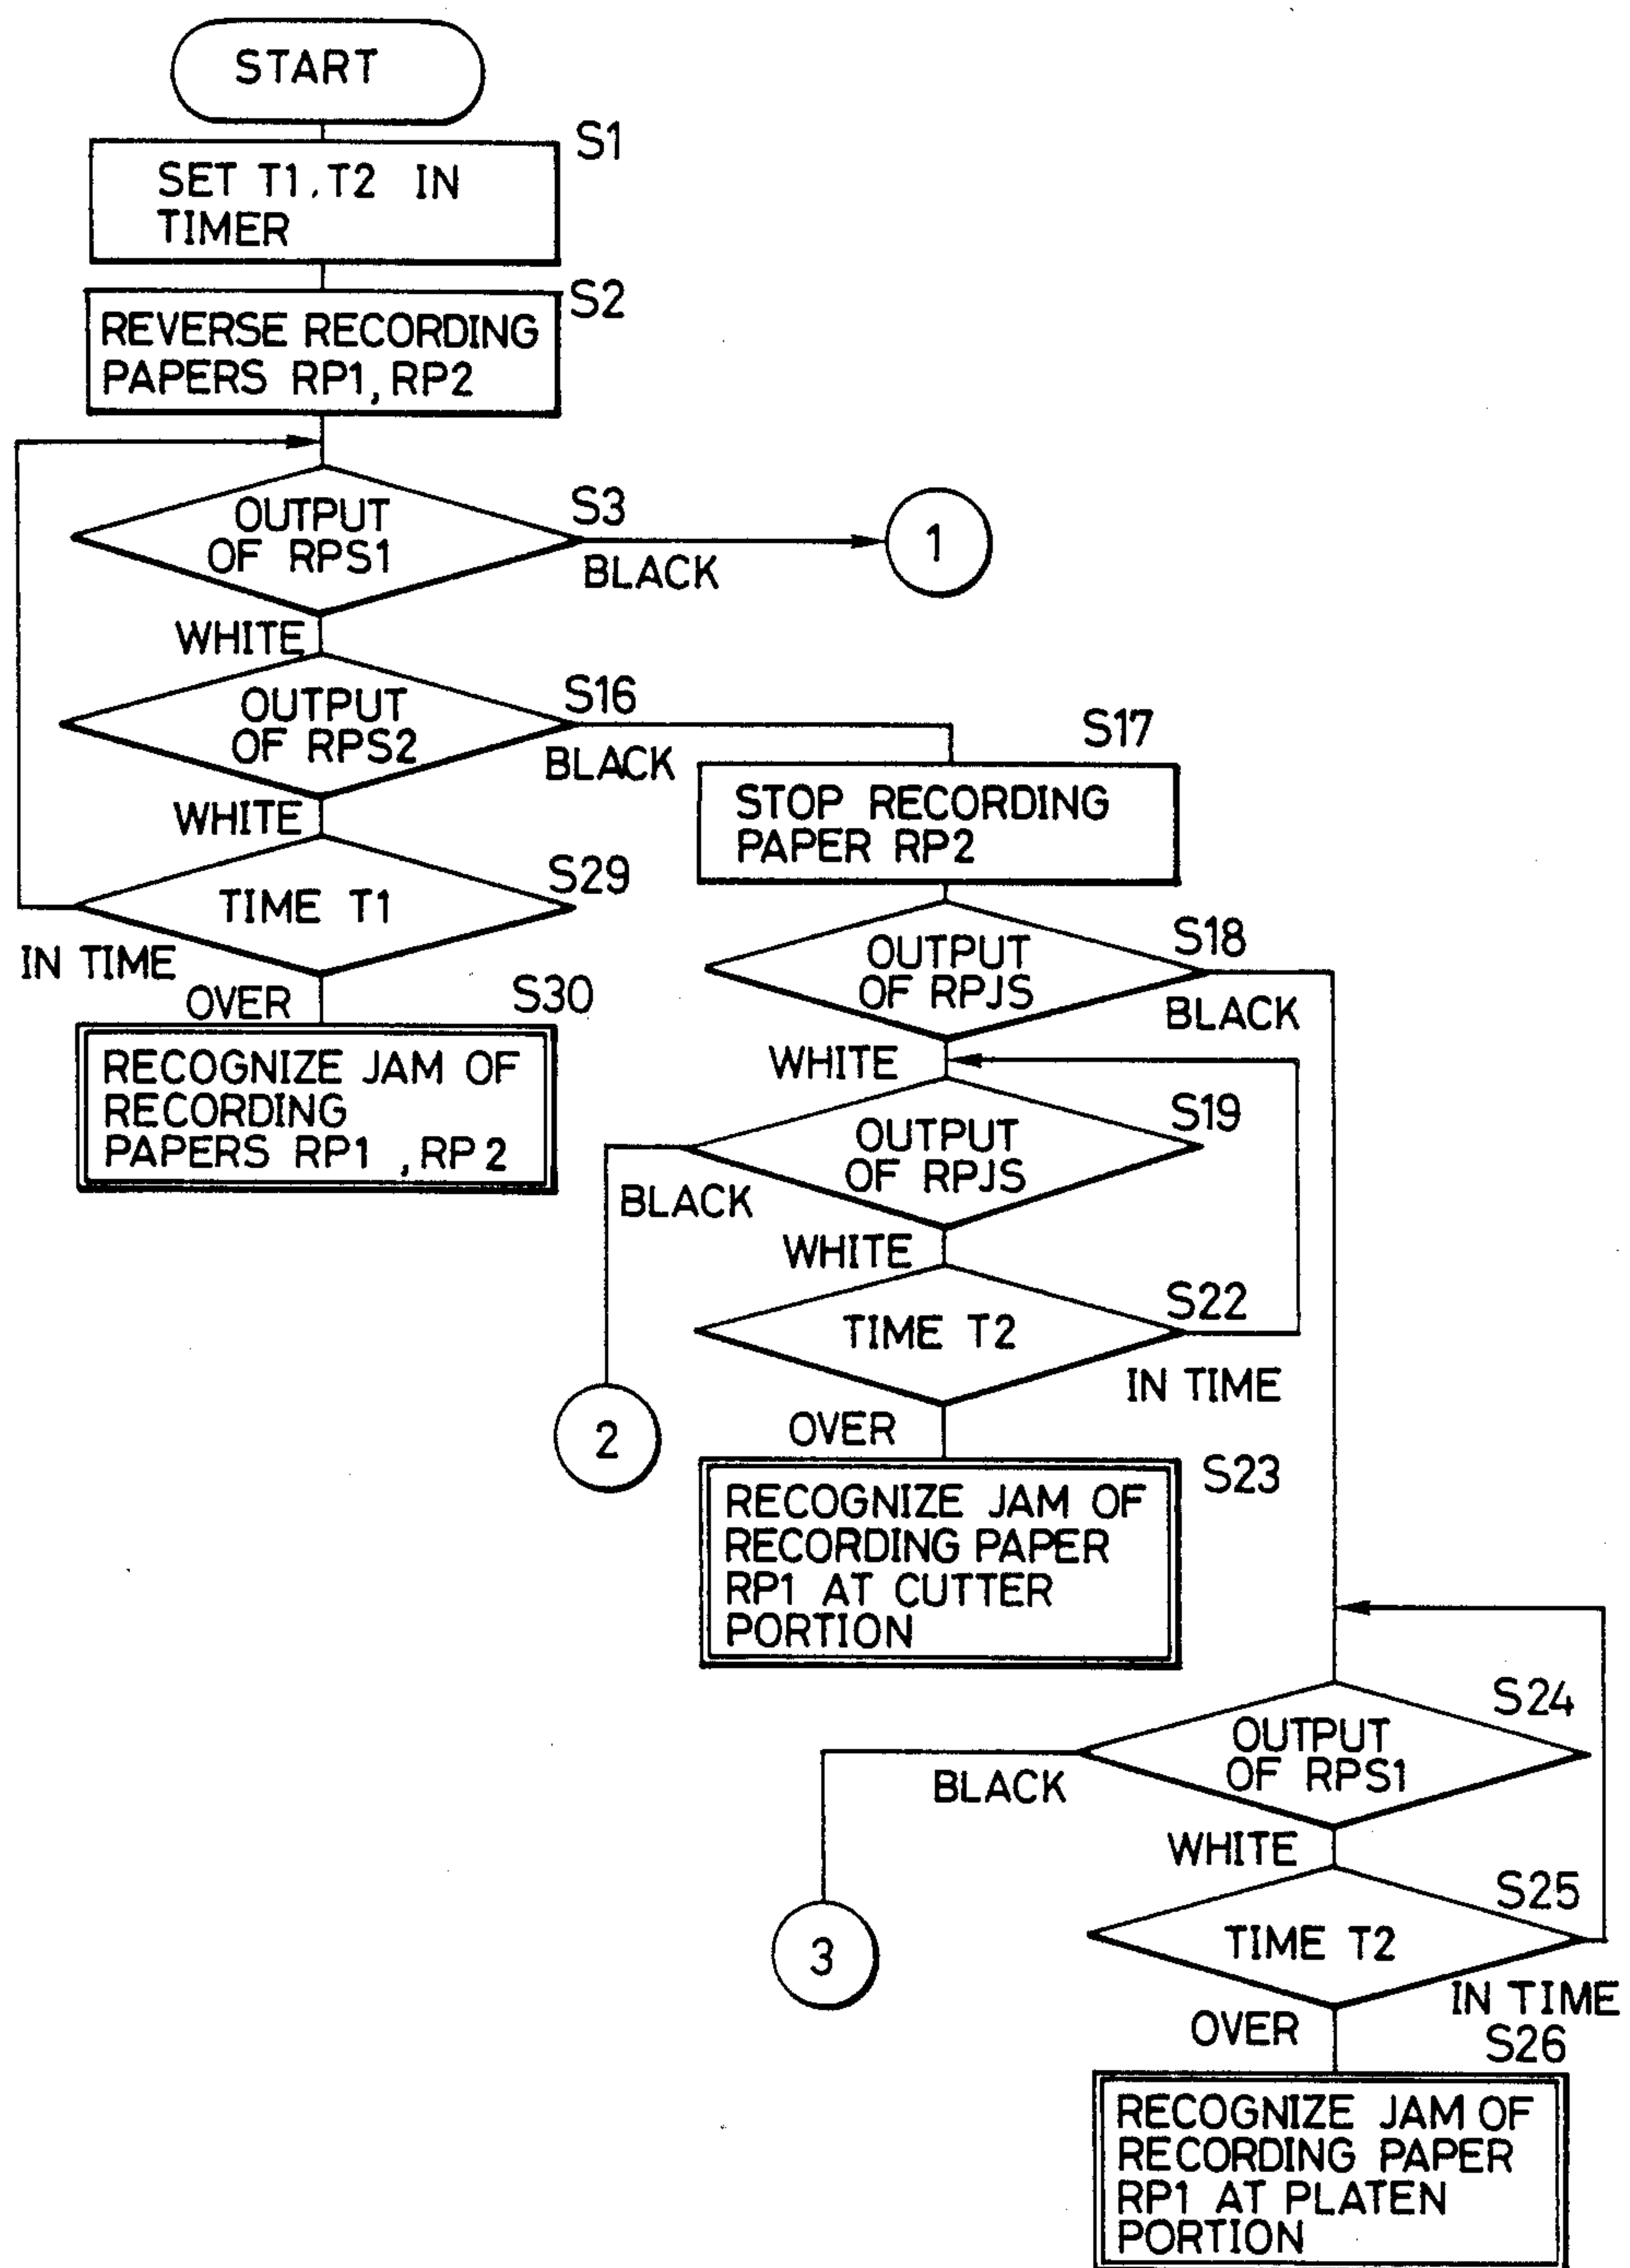 START
S1
SET T1, T2 IN
TIMER
S2
REVERSE RECORDING
PAPERS RP1, RP2
S3
OUTPUT
OF RPS1
BLACK
1
WHITE
S16
OUTPUT
OF RPS2
BLACK
WHITE
S17
STOP RECORDING
PAPER RP2
S29
TIME T1
IN TIME
OVER
S30
RECOGNIZE JAM OF
RECORDING
PAPERS RP1 , RP2
S18
OUTPUT
OF RPJS
BLACK
WHITE
S19
OUTPUT
OF RPJS
BLACK
WHITE
S22
TIME T2
IN TIME
2
OVER
S23
RECOGNIZE JAM OF
RECORDING PAPER
RP1 AT CUTTER
PORTION
S24
OUTPUT
OF RPS1
BLACK
WHITE
S25
TIME T2
3
IN TIME
OVER
S26
RECOGNIZE JAM OF
RECORDING PAPER
RP1 AT PLATEN
PORTION